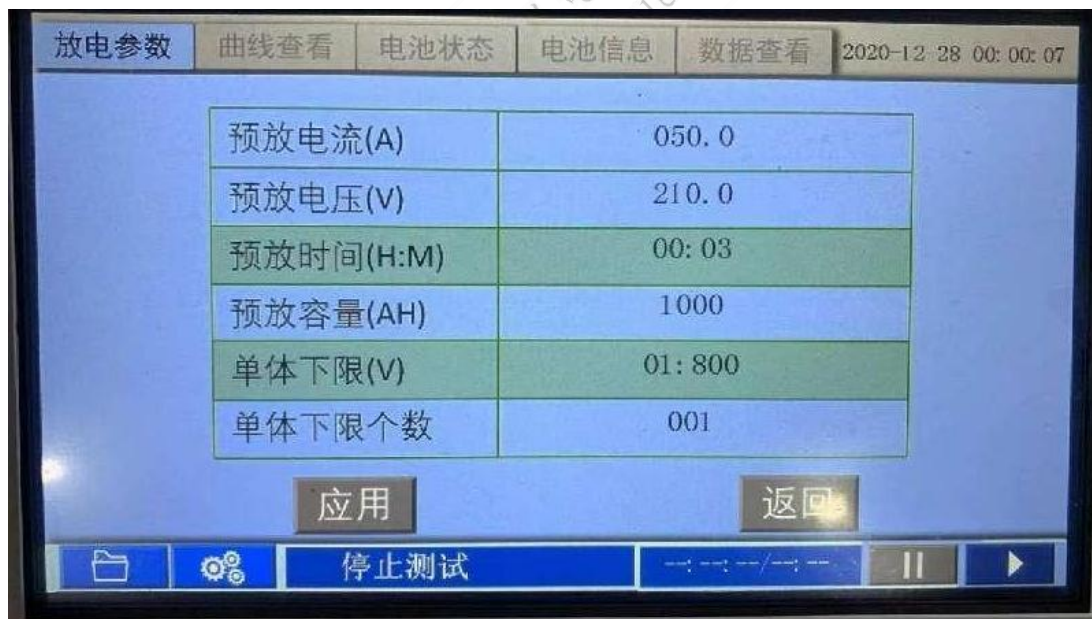 放电参数 曲线查看 电池状态 电池信息 数据查看 2020-12-28 00:00:07
预放电流(A) 050.0
预放电压(V) 210.0
预放时间(H:M) 00:03
预放容量(AH) 1000
单体下限(V) 01:800
单体下限个数 001
应用 返回
停止测试 --:--:--/--:--